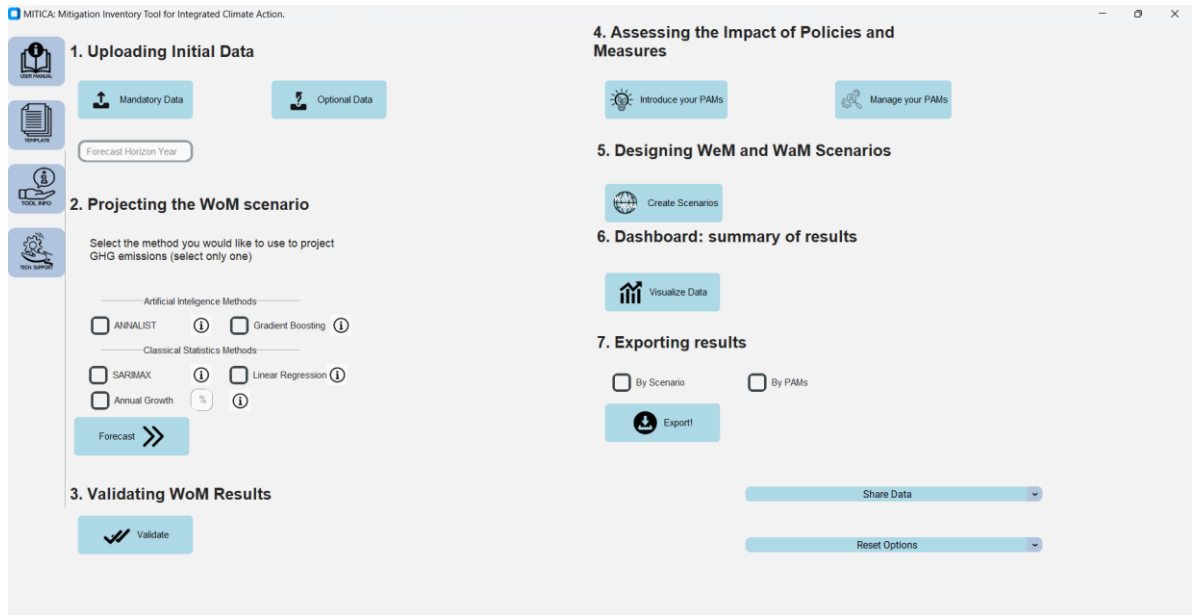 MITICA: Mitigation Inventory Tool for Integrated Climate Action.
USER MANUAL
TEMPLATE
TOOL INFO
TECH. SUPPORT
1. Uploading Initial Data
Mandatory Data
Optional Data
Forecast Horizon Year
2. Projecting the WoM scenario
Select the method you would like to use to project
GHG emissions (select only one)
Artificial Inteligence Methods
ANNALIST
Gradient Boosting
Classical Statistics Methods
SARIMAX
Linear Regression
Annual Growth
%
Forecast
3. Validating WoM Results
Validate
4. Assessing the Impact of Policies and
Measures
Introduce your PAMs
Manage your PAMs
5. Designing WeM and WaM Scenarios
Create Scenarios
6. Dashboard: summary of results
Visualize Data
7. Exporting results
By Scenario
By PAMs
Export!
Share Data
Reset Options